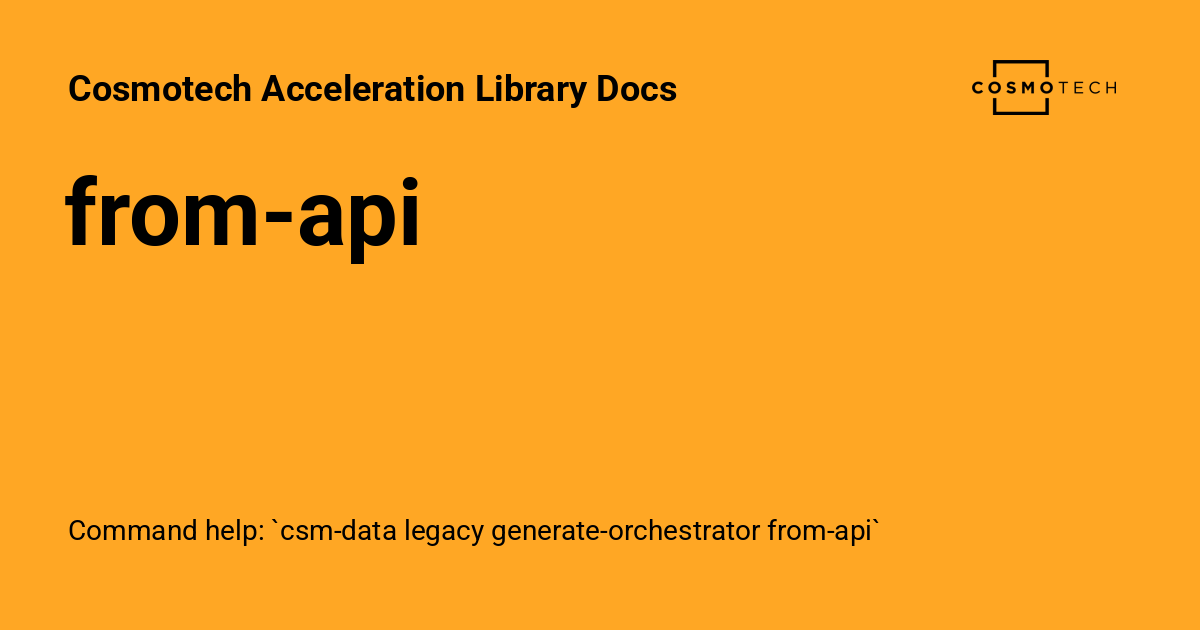 Cosmotech Acceleration Library Docs
COSMOTECH
from-api
Command help: `csm-data legacy generate-orchestrator from-api`